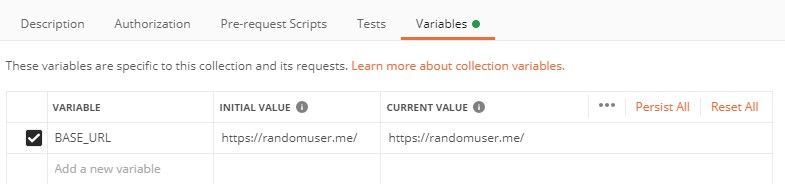 Description Authorization Pre-request Scripts Tests Variables
These variables are specific to this collection and its requests. Learn more about collection variables.
VARIABLE INITIAL VALUE CURRENT VALUE Persist All Reset All
BASE_URL https://randomuser.me/ https://randomuser.me/
Add a new variable